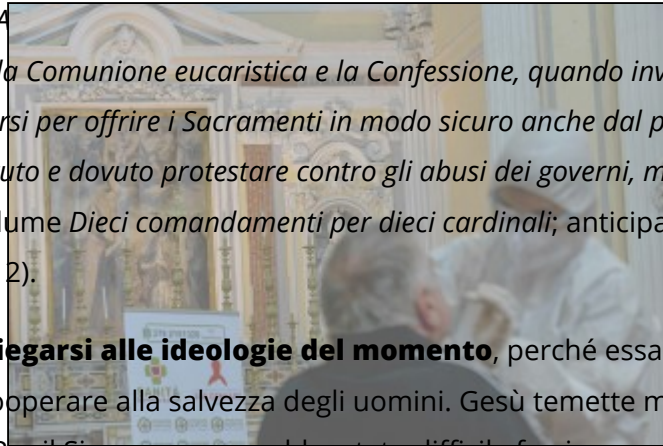 la Comunione eucaristica e la Confessione, quando inv
rsi per offrire i Sacramenti in modo sicuro anche dal p
uto e dovuto protestare contro gli abusi dei governi, m
lume Dieci comandamenti per dieci cardinali; anticipa
2).
iegarsi alle ideologie del momento, perché essa
operare alla salvezza degli uomini. Gesù temette m